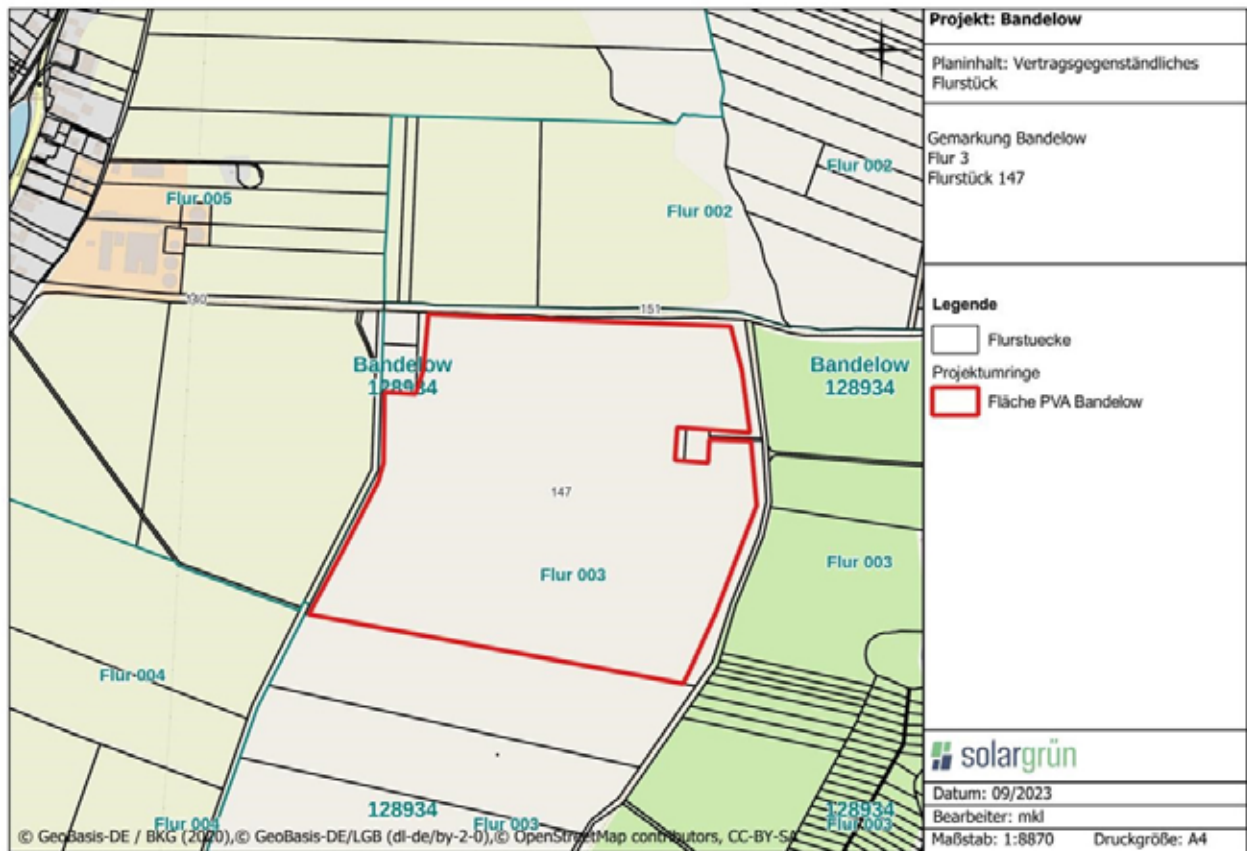 Projekt: Bandelow
Planinhalt: Vertragsgegenständliches
Flurstück
Gemarkung Bandelow
Flur 3
Flurstück 147
Legende
Flurstuecke
Projektumringe
Fläche PVA Bandelow
solargrün
Datum: 09/2023
Bearbeiter: mkl
Maßstab: 1:8870 Druckgröße: A4
Flur 002
Flur 005
Flur 002
151
Bandelow
128934
Bandelow
128934
147
Flur 003
Flur 003
Flur 004
128934
128934
Flur 004
Flur 003
Flur 003
© GeoBasis-DE / BKG (2020),© GeoBasis-DE/LGB (dl-de/by-2-0),© OpenStreetMap contributors, CC-BY-SA